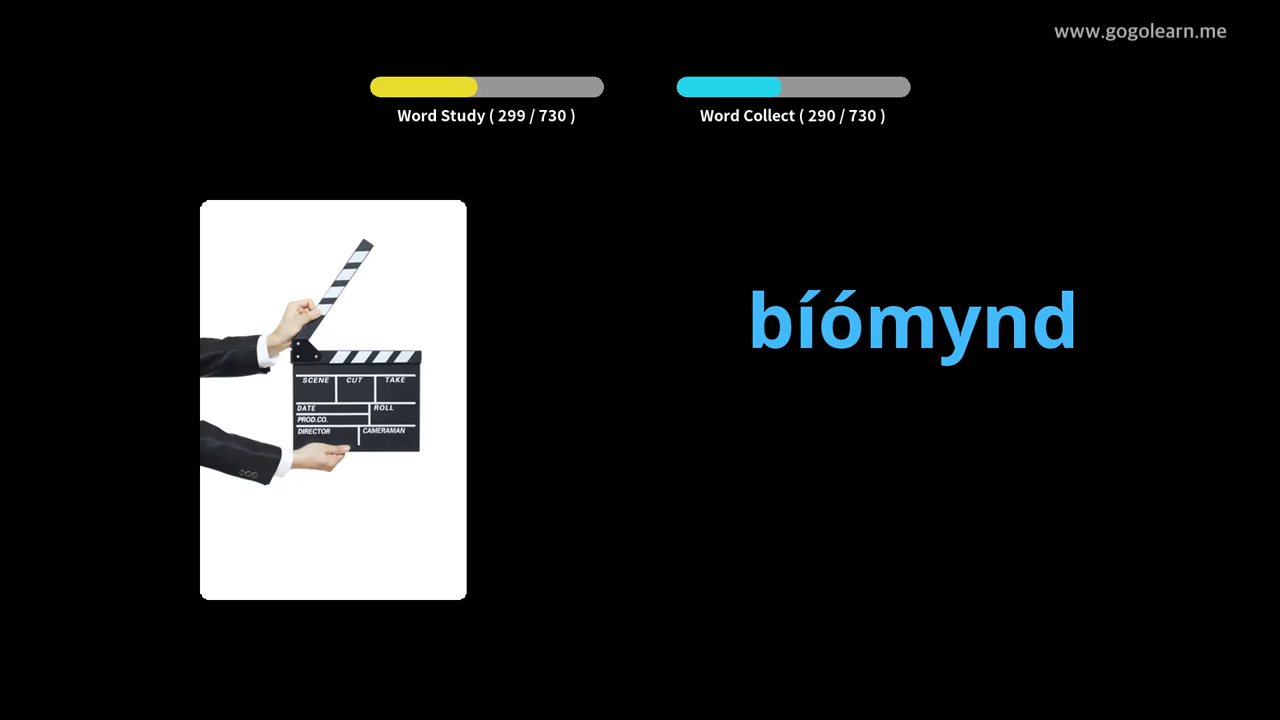 www.gogolearn.me
Word Study ( 299 / 730 )
Word Collect ( 290 / 730 )
bíómynd
SCENE CUT TAKE
DATE ROLL
PROD.CO.
DIRECTOR CAMERAMAN